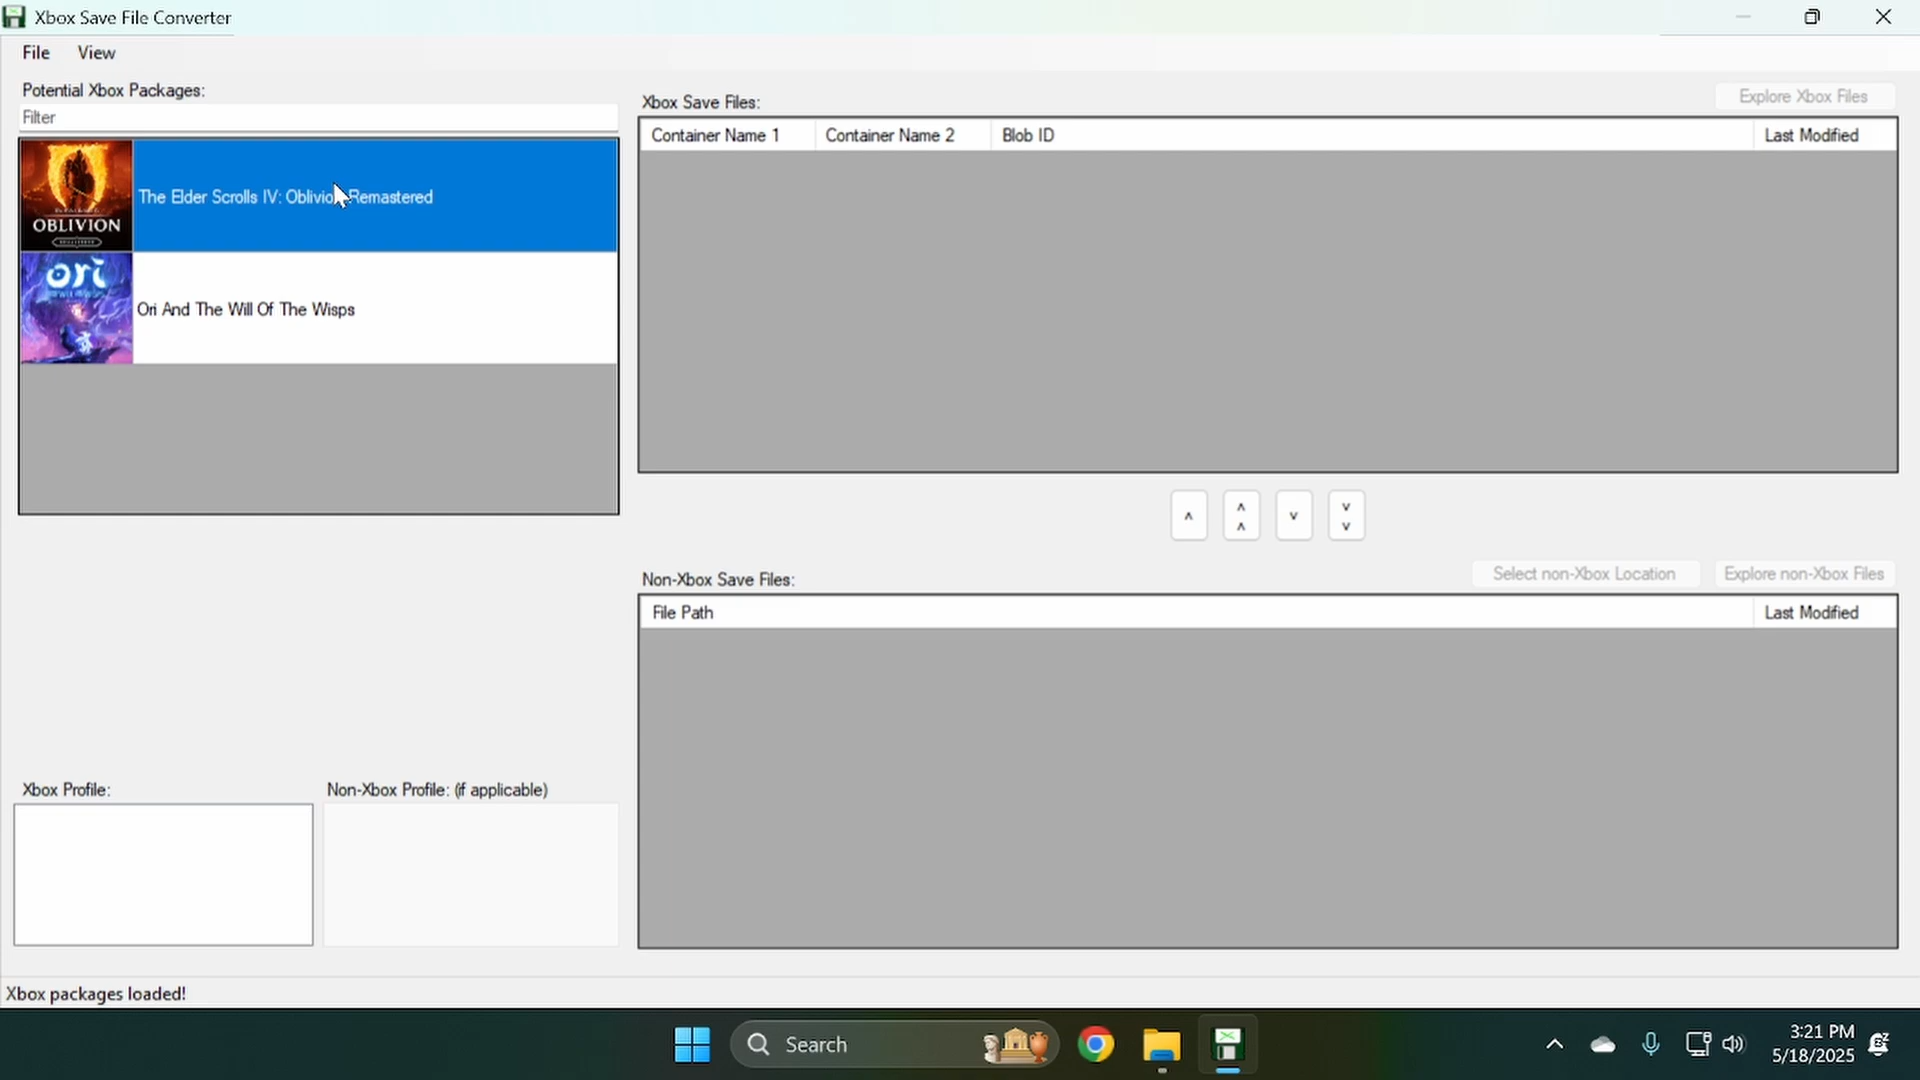 Xbox Save File Converter
File View
Potential Xbox Packages:
Filter
OBLIVION
The Elder Scrolls IV: Oblivion Remastered
ori
Ori And The Will Of The Wisps
Xbox Profile:
Non-Xbox Profile: (if applicable)
Xbox Save Files:
Explore Xbox Files
Container Name 1 Container Name 2 Blob ID Last Modified
Non-Xbox Save Files:
Select non-Xbox Location Explore non-Xbox Files
File Path Last Modified
Xbox packages loaded!
Search
3:21 PM
5/18/2025